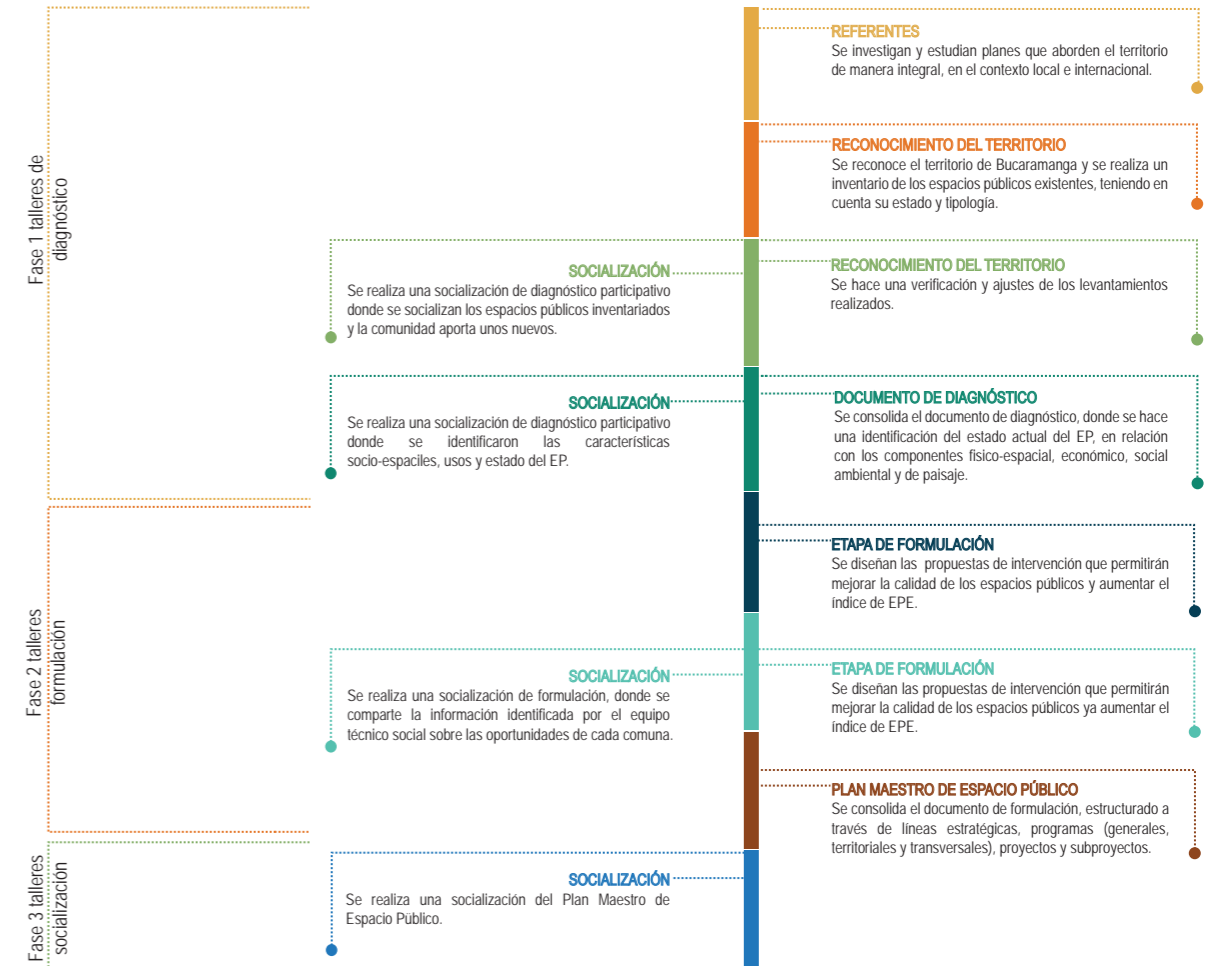 Fase 1 talleres de
diagnóstico
REFERENTES
Se investigan y estudian planes que aborden el territorio
de manera integral, en el contexto local e internacional.
RECONOCIMIENTO DEL TERRITORIO
Se reconoce el territorio de Bucaramanga y se realiza un
inventario de los espacios públicos existentes, teniendo en
cuenta su estado y tipología.
SOCIALIZACIÓN
Se realiza una socialización de diagnóstico participativo
donde se socializan los espacios públicos inventariados
y la comunidad aporta unos nuevos.
RECONOCIMIENTO DEL TERRITORIO
Se hace una verificación y ajustes de los levantamientos
realizados.
SOCIALIZACIÓN
Se realiza una socialización de diagnóstico participativo
donde se identificaron las características
socio-espaciles, usos y estado del EP.
DOCUMENTO DE DIAGNÓSTICO
Se consolida el documento de diagnóstico, donde se hace
una identificación del estado actual del EP, en relación
con los componentes fisico-espacial, económico, social
ambiental y de paisaje.
Fase 2 talleres
formulación
ETAPA DE FORMULACIÓN
Se diseñan las propuestas de intervención que permitirán
mejorar la calidad de los espacios públicos y aumentar el
índice de EPE.
SOCIALIZACIÓN
Se realiza una socialización de formulación, donde se
comparte la información identificada por el equipo
técnico social sobre las oportunidades de cada comuna.
ETAPA DE FORMULACIÓN
Se diseñan las propuestas de intervención que permitirán
mejorar la calidad de los espacios públicos ya aumentar el
índice de EPE.
PLAN MAESTRO DE ESPACIO PÚBLICO
Se consolida el documento de formulación, estructurado a
través de líneas estratégicas, programas (generales,
territoriales y transversales), proyectos y subproyectos.
Fase 3 talleres
socialización
SOCIALIZACIÓN
Se realiza una socialización del Plan Maestro de
Espacio Público.